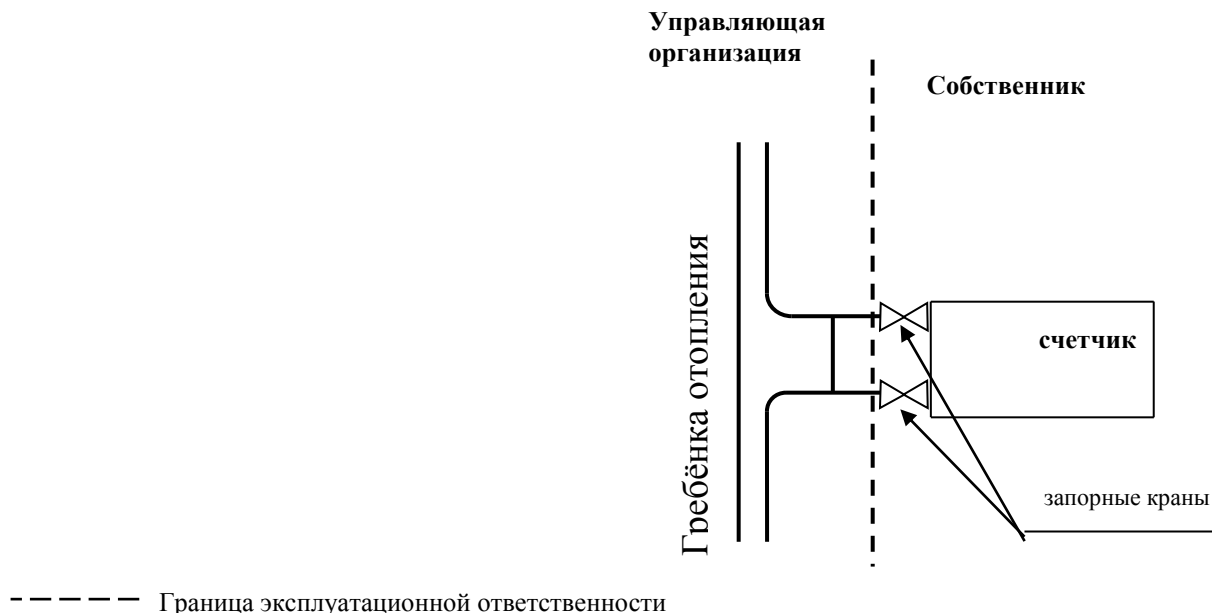 Управляющая
организация
Собственник
Гребёнка отопления
счетчик
запорные краны
Граница эксплуатационной ответственности